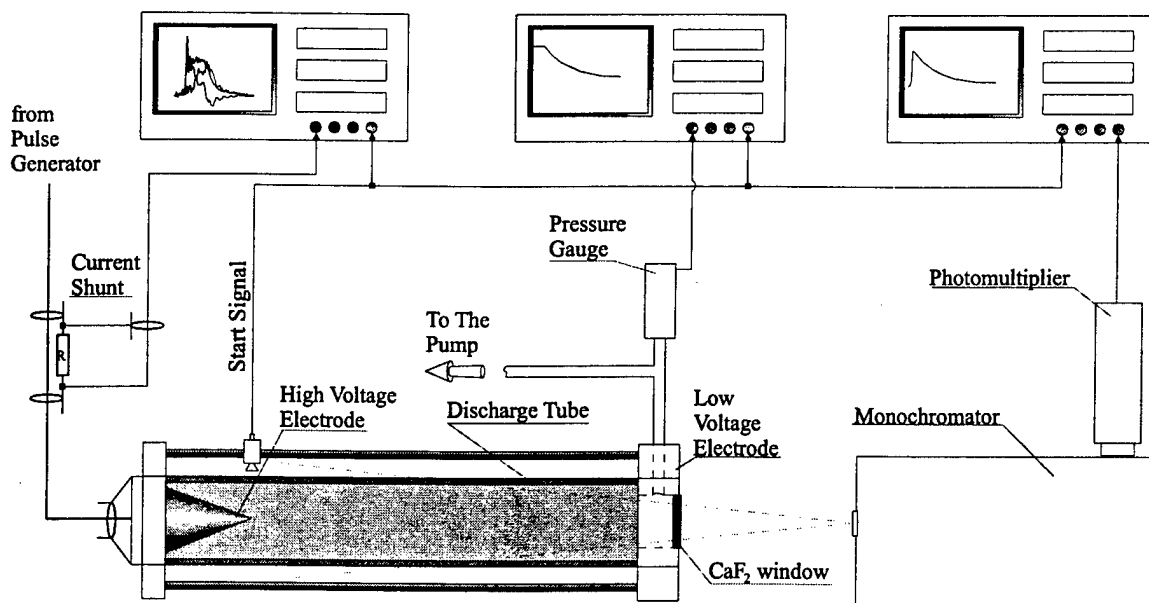 from
Pulse
Generator
Current
Shunt
R
Start Signal
High Voltage
Electrode
To The
Pump
Discharge Tube
Pressure
Gauge
Low
Voltage
Electrode
Photomultiplier
Monochromator
CaF₂ window